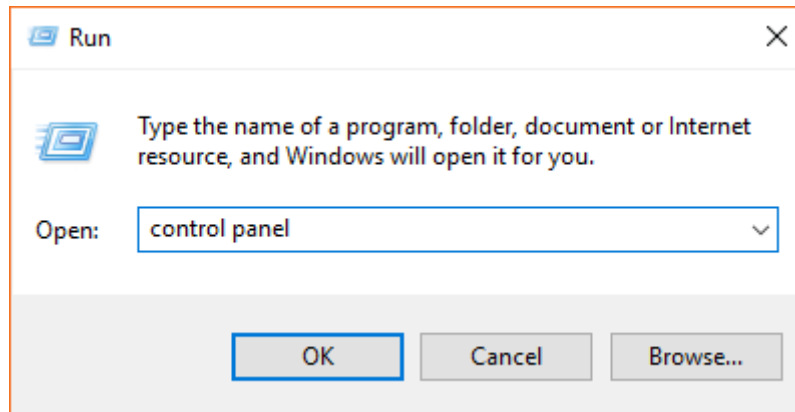 Run
Type the name of a program, folder, document or Internet
resource, and Windows will open it for you.
Open: control panel
OK Cancel Browse...